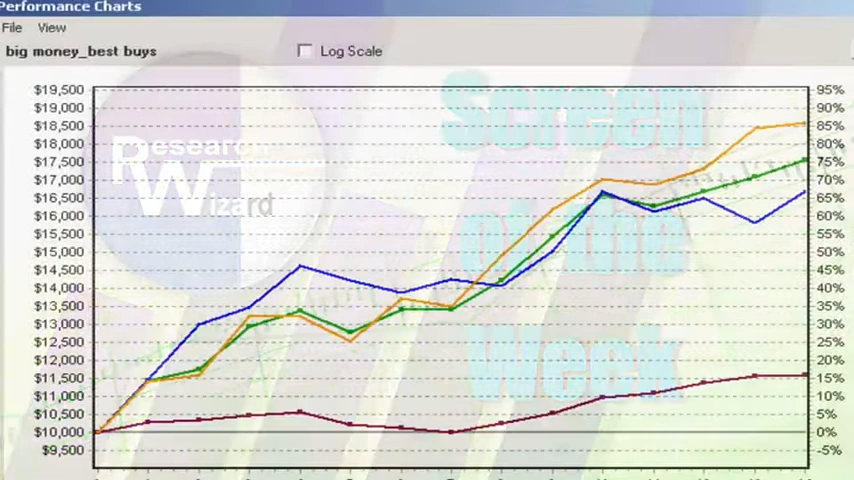 Performance Charts
File View
big money_best buys Log Scale
$19,500 95%
$19,000 90%
$18,500 85%
$18,000 80%
$17,500 75%
$17,000 70%
$16,500 65%
$16,000 60%
$15,500 55%
$15,000 50%
$14,500 45%
$14,000 40%
$13,500 35%
$13,000 30%
$12,500 25%
$12,000 20%
$11,500 15%
$11,000 10%
$10,500 5%
$10,000 0%
$9,500 -5%
Research
Wizard
Screen
of the
Week